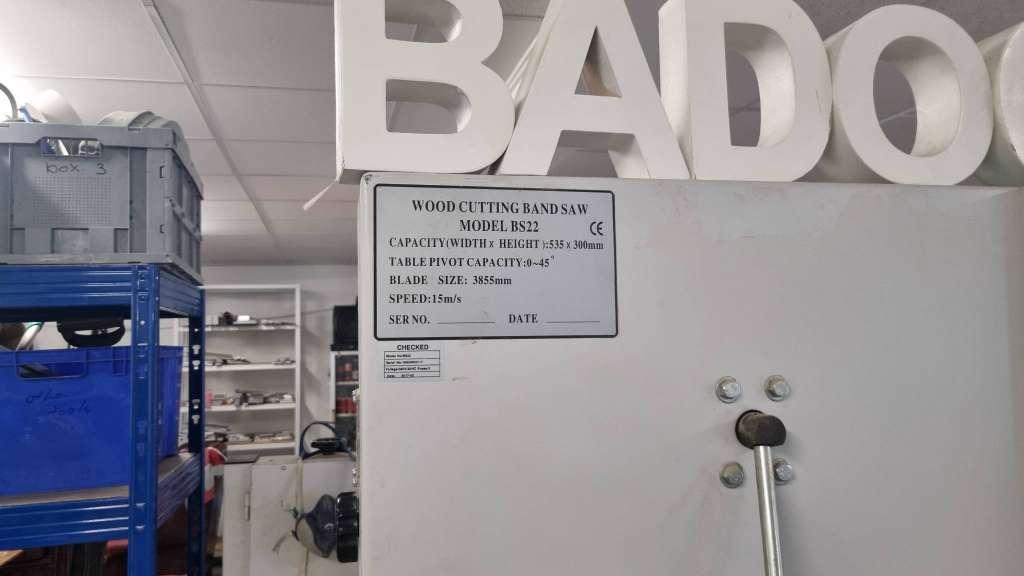 BADO
box. 3
WOOD CUTTING BAND SAW
MODEL BS22
CE
CAPACITY(WIDTH x HEIGHT ):535 x 300mm
TABLE PIVOT CAPACITY:0~45°
BLADE SIZE: 3855mm
SPEED:15m/s
SER NO. DATE
CHECKED